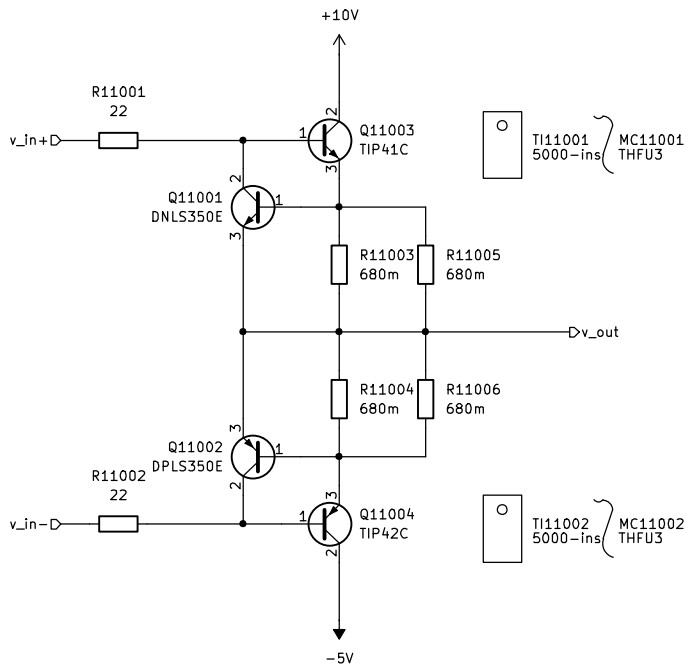 +10V
R11001
22
v_in+
1
2
Q11003
TIP41C
3
TI11001
5000-ins
MC11001
THFU3
2
Q11001
DNLS350E
1
3
R11003
680m
R11005
680m
v_out
R11004
680m
R11006
680m
3
Q11002
DPLS350E
1
2
R11002
22
v_in-
1
3
Q11004
TIP42C
2
TI11002
5000-ins
MC11002
THFU3
-5V